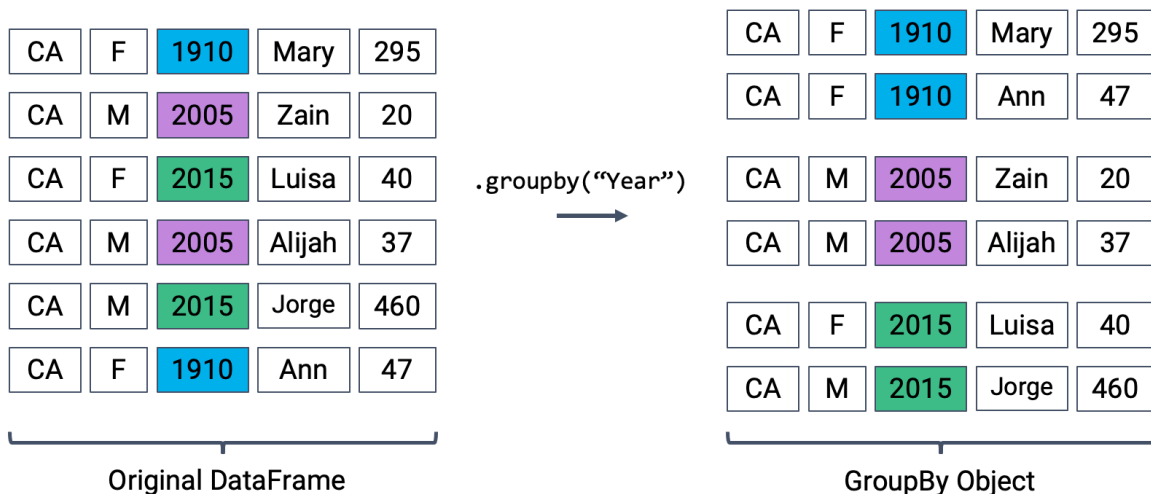 CA F 1910 Mary 295
CA M 2005 Zain 20
CA F 2015 Luisa 40
CA M 2005 Alijah 37
CA M 2015 Jorge 460
CA F 1910 Ann 47
Original DataFrame
.groupby(“Year”)
CA F 1910 Mary 295
CA F 1910 Ann 47
CA M 2005 Zain 20
CA M 2005 Alijah 37
CA F 2015 Luisa 40
CA M 2015 Jorge 460
GroupBy Object